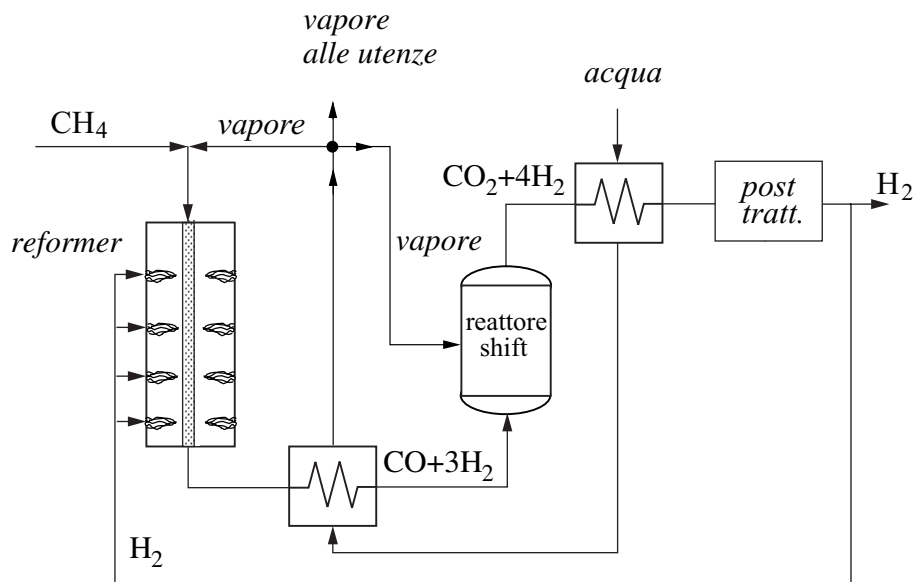 vapore
alle utenze
acqua
CH₄
vapore
CO₂+4H₂
post
tratt.
H₂
reformer
vapore
reattore
shift
CO+3H₂
H₂